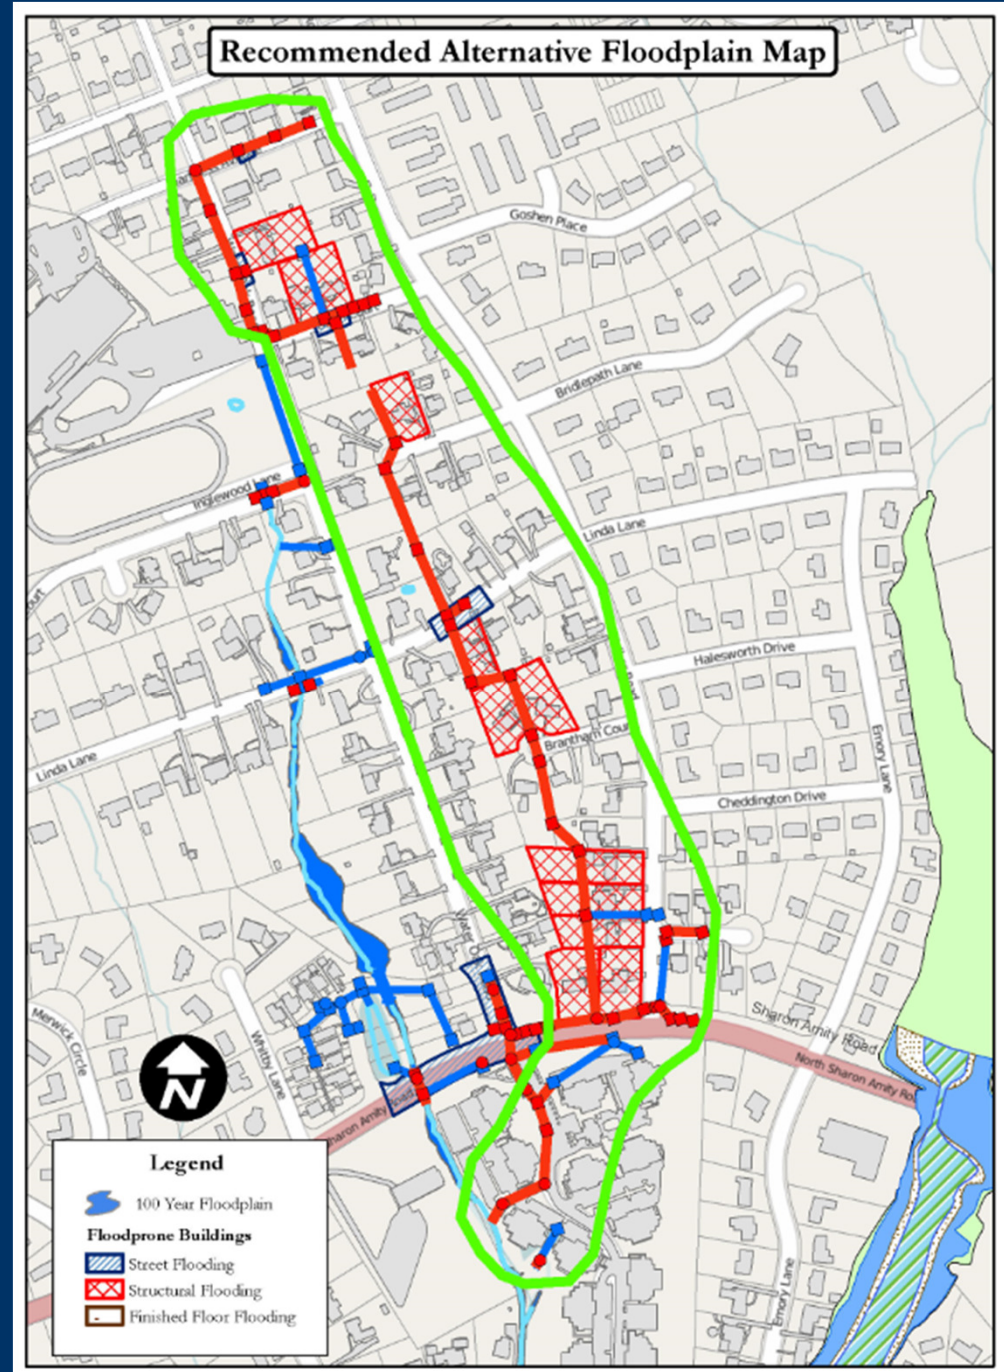 Recommended Alternative Floodplain Map
Goshen Place
Bridlepath Lane
Inglewood Lane
Linda Lane
Halesworth Drive
Brantham Cour
Emory Lane
Linda Lane
Cheddington Drive
Sharon Amity Road
North Sharon Amity Ro
Merwick Circle
Whitby Lane
N
Sharon Amity Road
Emory Lane
Legend
100 Year Floodplain
Floodprone Buildings
Street Flooding
Structural Flooding
Finished Floor Flooding